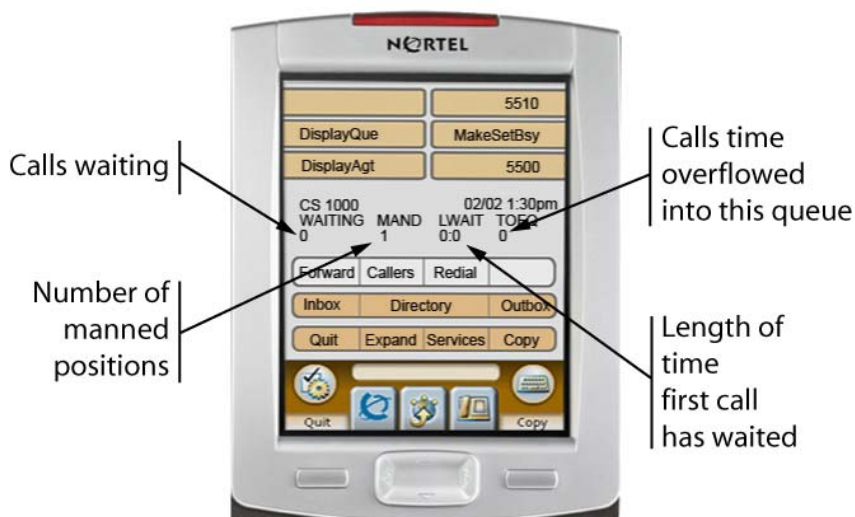 NORTEL
5510
DisplayQue MakeSetBsy
DisplayAgt 5500
Calls waiting
Number of
manned
positions
CS 1000 02/02 1:30pm
WAITING MAND LWAIT TOFQ
0 1 0:0 0
Forward Callers Redial
Inbox Directory Outbox
Quit Expand Services Copy
Quit Copy
Calls time
overflowed
into this queue
Length of
time
first call
has waited